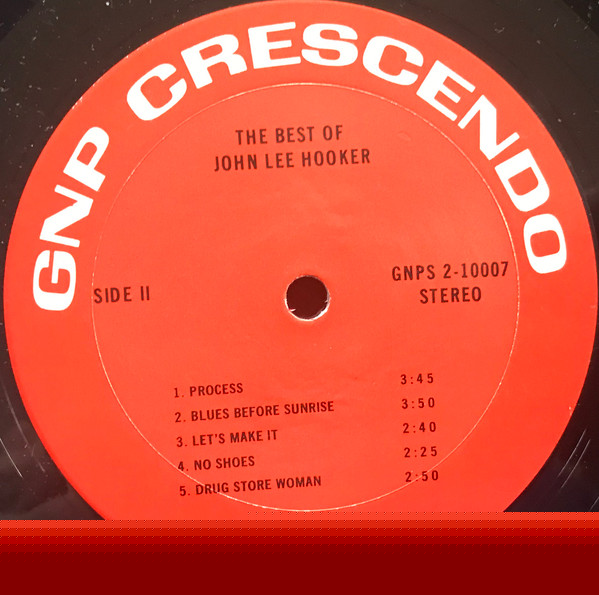 GNP CRESCENDO
THE BEST OF
JOHN LEE HOOKER
SIDE II
GNPS 2-10007
STEREO
1. PROCESS 3:45
2. BLUES BEFORE SUNRISE 3:50
3. LET'S MAKE IT 2:40
4. NO SHOES 2:25
5. DRUG STORE WOMAN 2:50